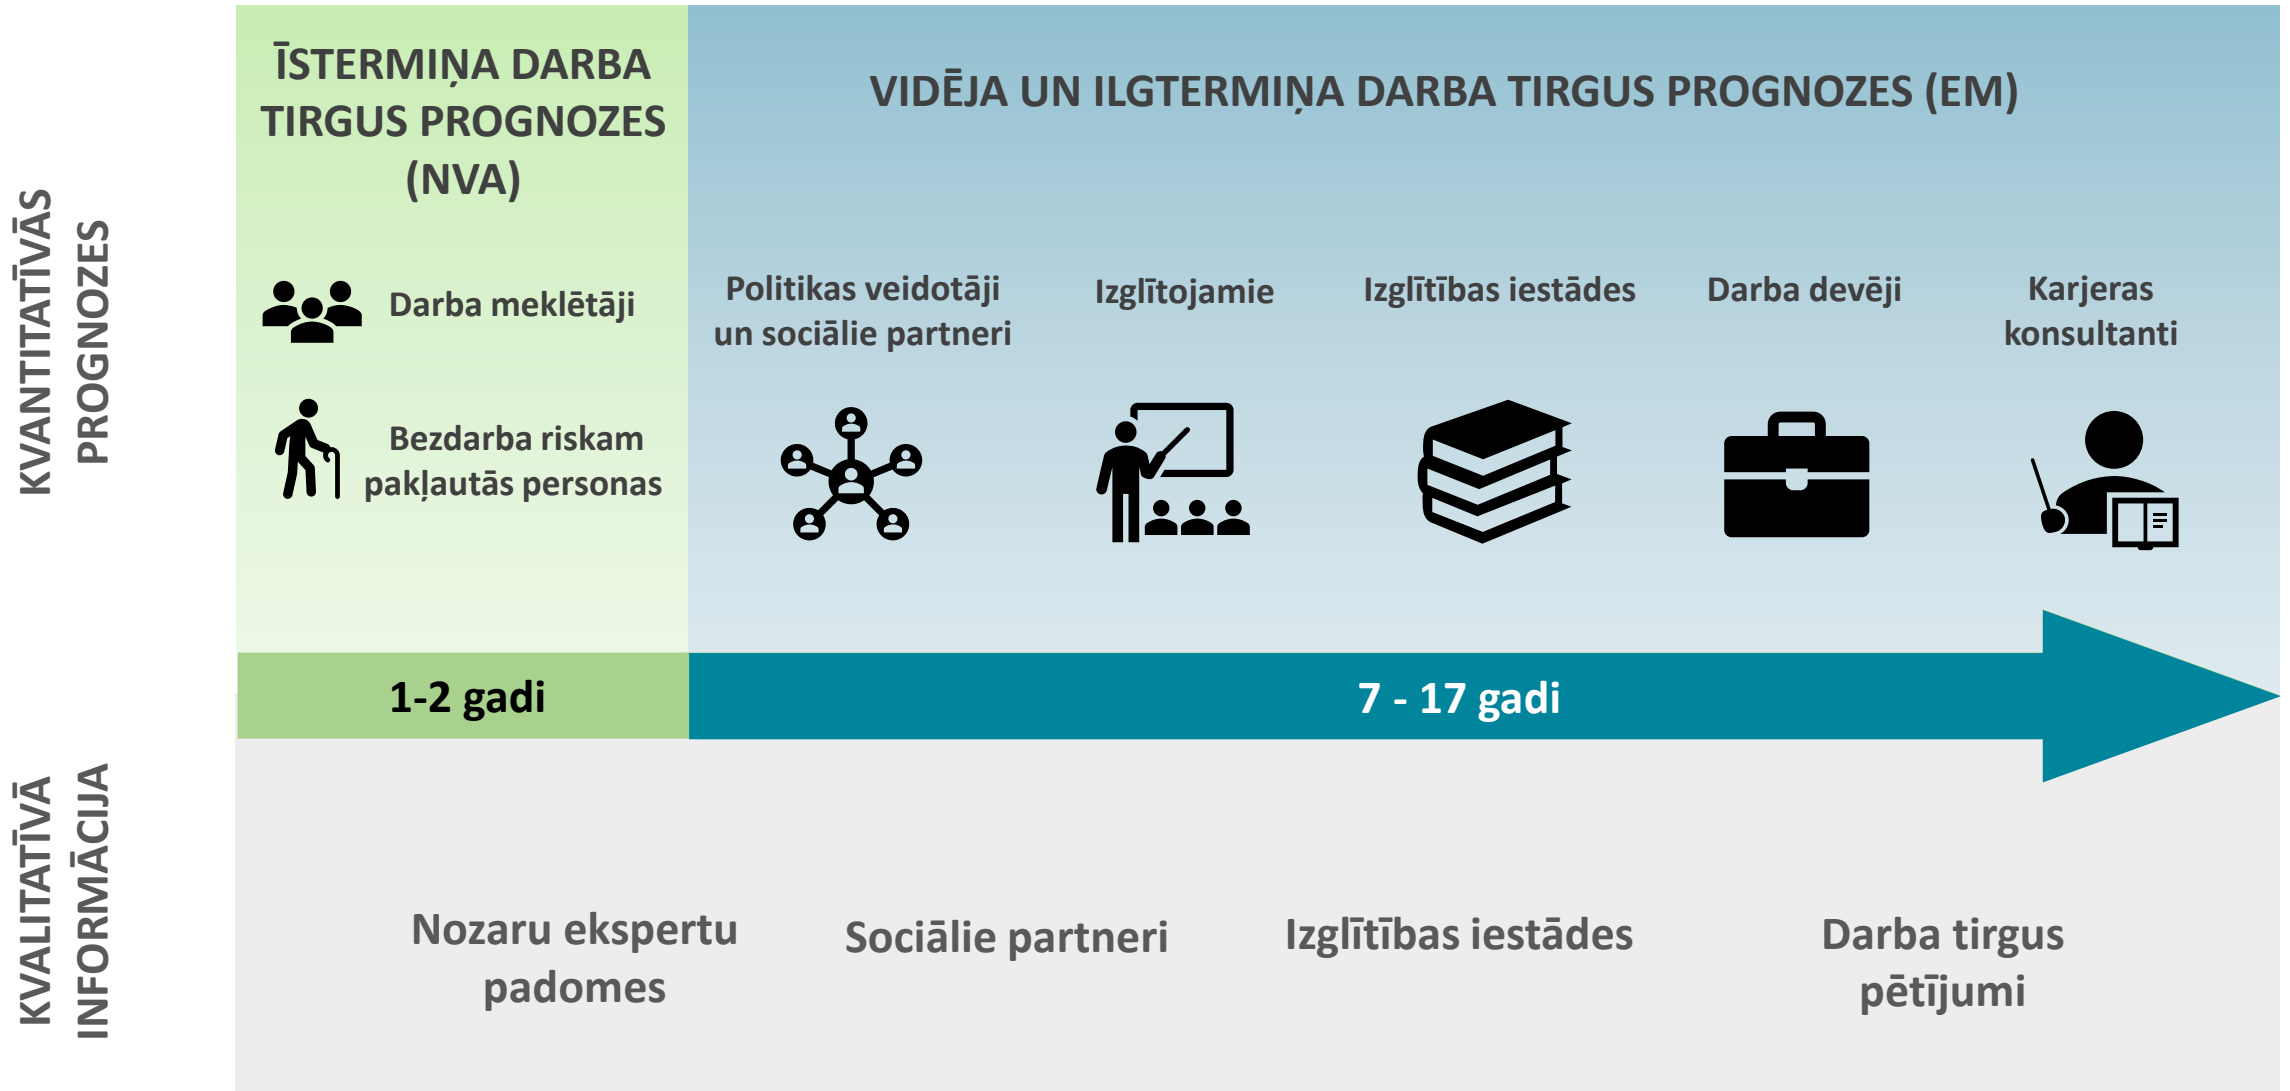 KVANTITATĪVĀS
PROGNOZES
ĪSTERMIŅA DARBA
TIRGUS PROGNOZES
(NVA)
Darba meklētāji
Bezdarba riskam
pakļautās personas
VIDĒJA UN ILGTERMIŅA DARBA TIRGUS PROGNOZES (EM)
Politikas veidotāji
un sociālie partneri
Izglītojamie
Izglītības iestādes
Darba devēji
Karjeras
konsultanti
1-2 gadi
7 - 17 gadi
KVALITATĪVĀ
INFORMĀCIJA
Nozaru ekspertu
padomes
Sociālie partneri
Izglītības iestādes
Darba tirgus
pētījumi